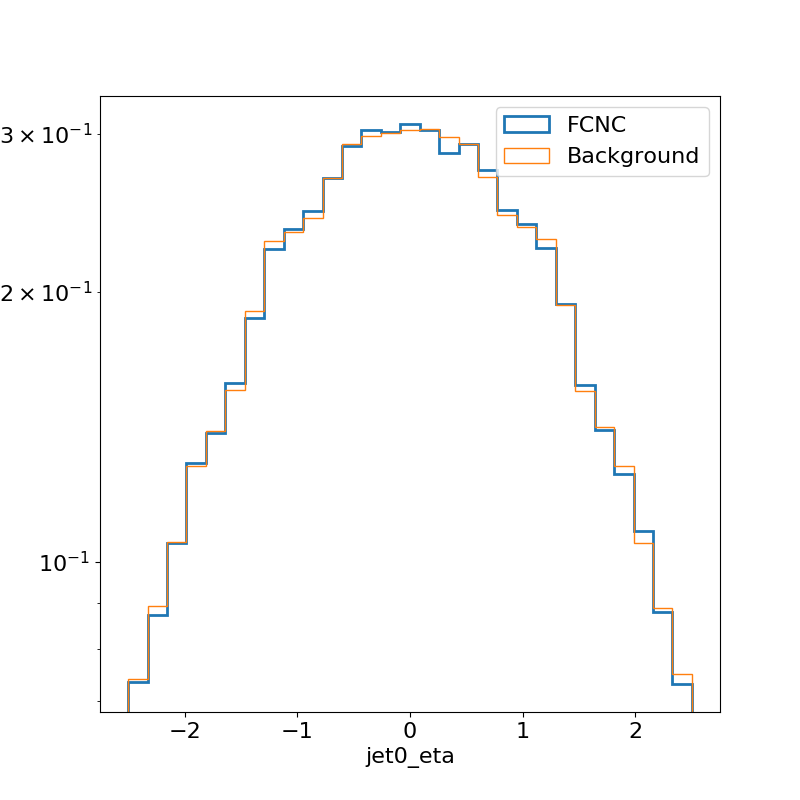 3 × 10⁻¹
2 × 10⁻¹
10⁻¹
FCNC
Background
−2 −1 0 1 2
jet0_eta